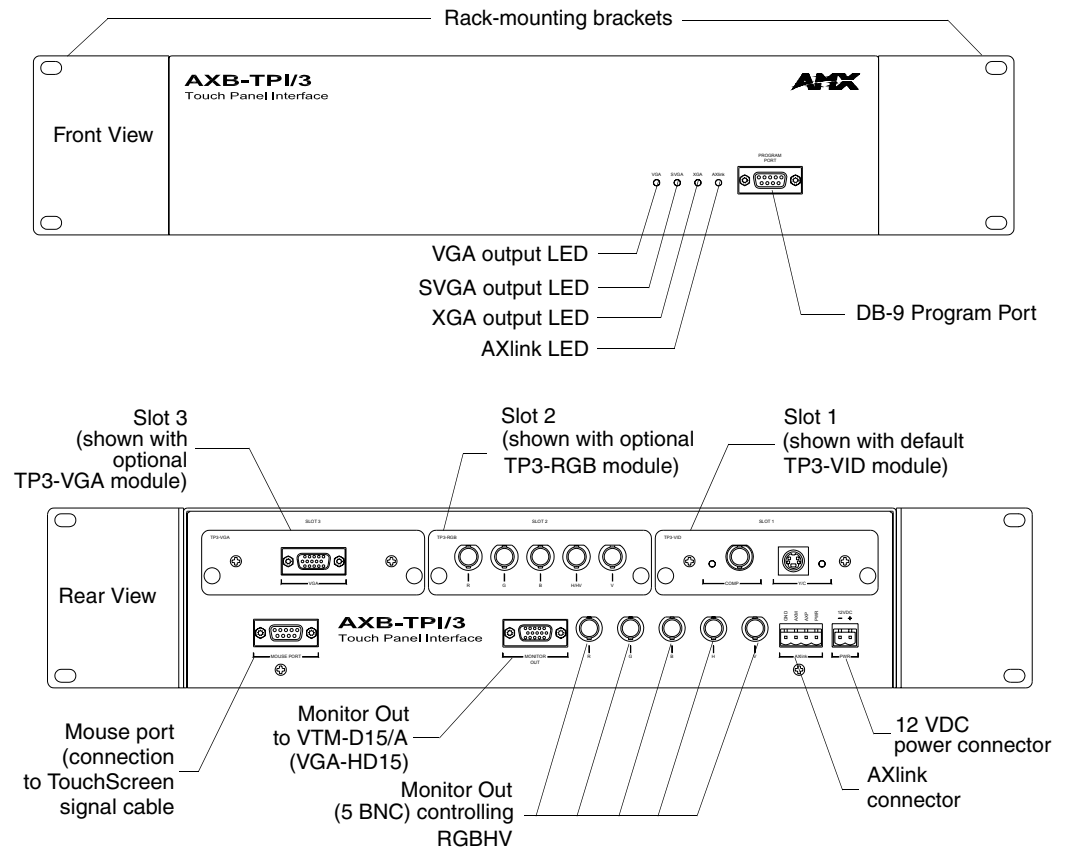 Rack-mounting brackets
AXB-TPI/3
Touch Panel Interface
AMX
Front View
PROGRAM
PORT
VGA SVGA XGA AXlink
VGA output LED
SVGA output LED
XGA output LED
AXlink LED
DB-9 Program Port
Slot 3
(shown with
optional
TP3-VGA module)
Slot 2
(shown with optional
TP3-RGB module)
Slot 1
(shown with default
TP3-VID module)
SLOT 3
SLOT 2
SLOT 1
TP3-VGA
TP3-RGB
TP3-VID
VGA
R G B H/HV V
COMP
Y/C
Rear View
AXB-TPI/3
Touch Panel Interface
MOUSE PORT
MONITOR
OUT
R G B H V
GND AXM AXP PWR
AXlink
12VDC
– +
PWR
Mouse port
(connection
to TouchScreen
signal cable
Monitor Out
to VTM-D15/A
(VGA-HD15)
Monitor Out
(5 BNC) controlling
RGBHV
12 VDC
power connector
AXlink
connector